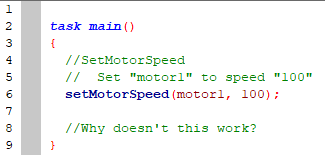 1
2 task main()
3 {
4 //SetMotorSpeed
5 // Set "motor1" to speed "100"
6 setMotorSpeed(motor1, 100);
7
8 //Why doesn't this work?
9 }